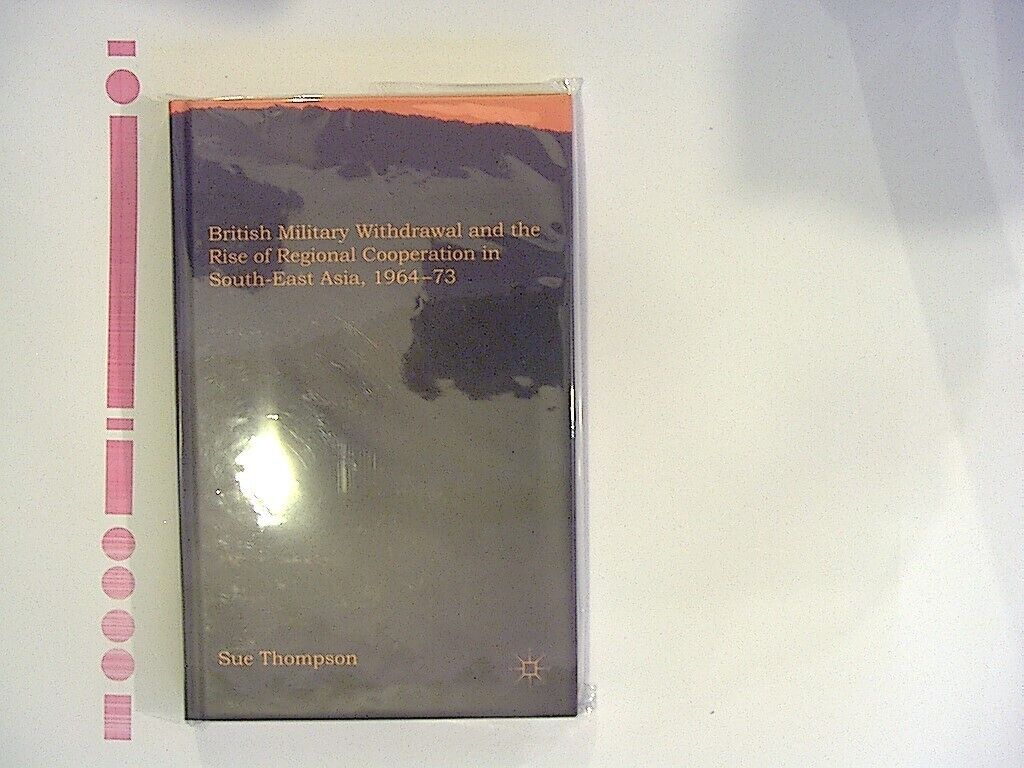 British Military Withdrawal and the
Rise of Regional Cooperation in
South-East Asia, 1964–73
Sue Thompson